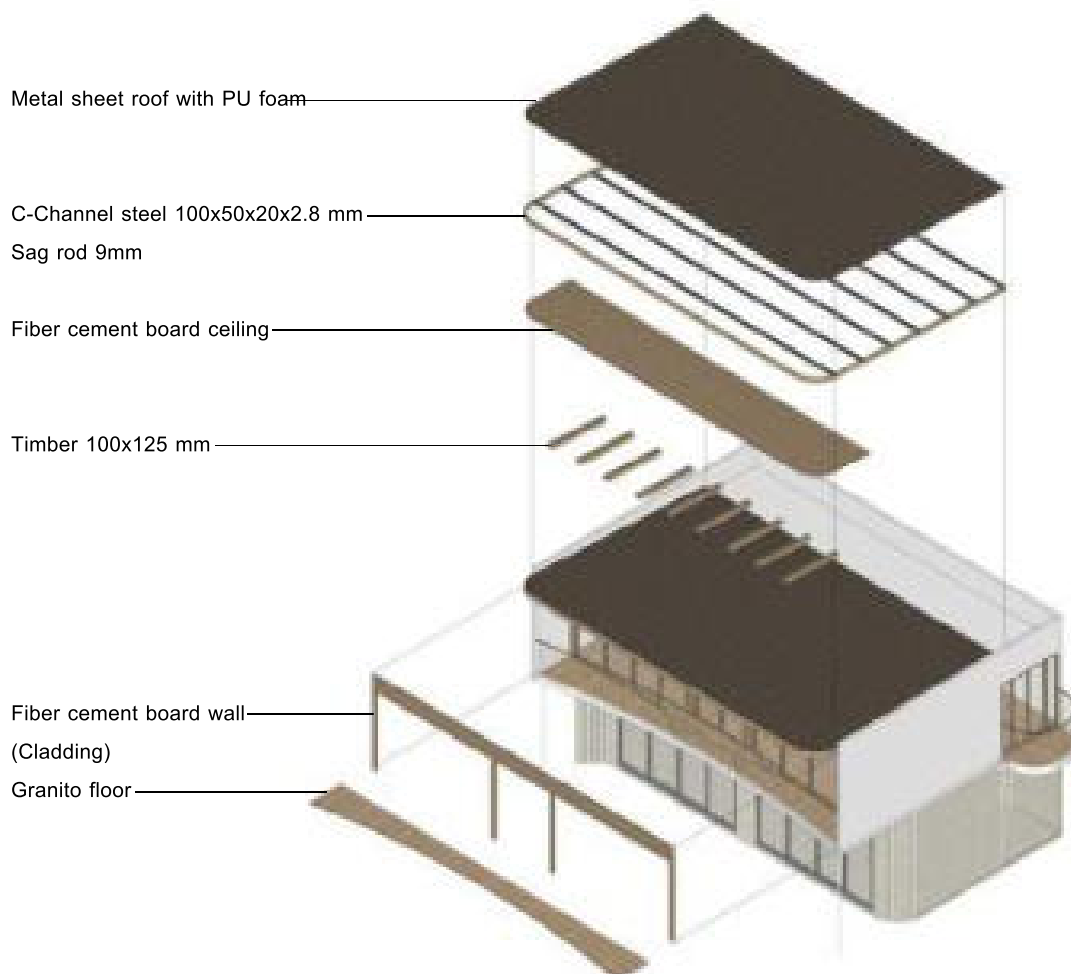 Metal sheet roof with PU foam
C-Channel steel 100x50x20x2.8 mm
Sag rod 9mm
Fiber cement board ceiling
Timber 100x125 mm
Fiber cement board wall
(Cladding)
Granito floor